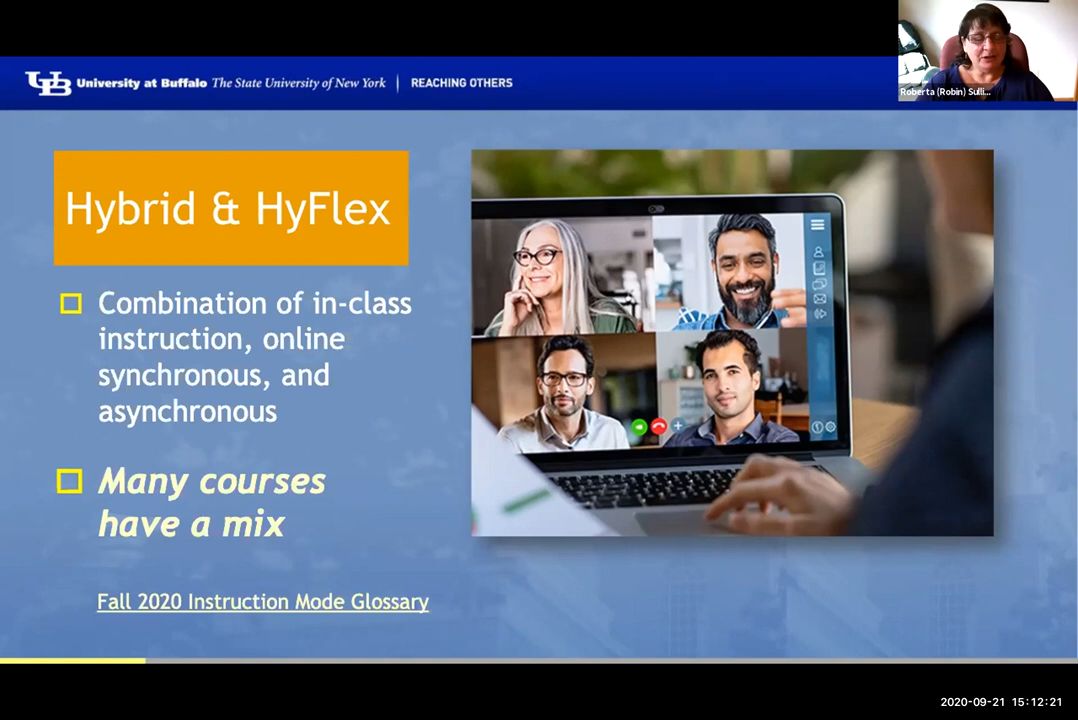 University at Buffalo The State University of New York | REACHING OTHERS
Roberta (Robin) Sulli...
Hybrid & HyFlex
Combination of in-class
instruction, online
synchronous, and
asynchronous
Many courses
have a mix
Fall 2020 Instruction Mode Glossary
2020-09-21 15:12:21